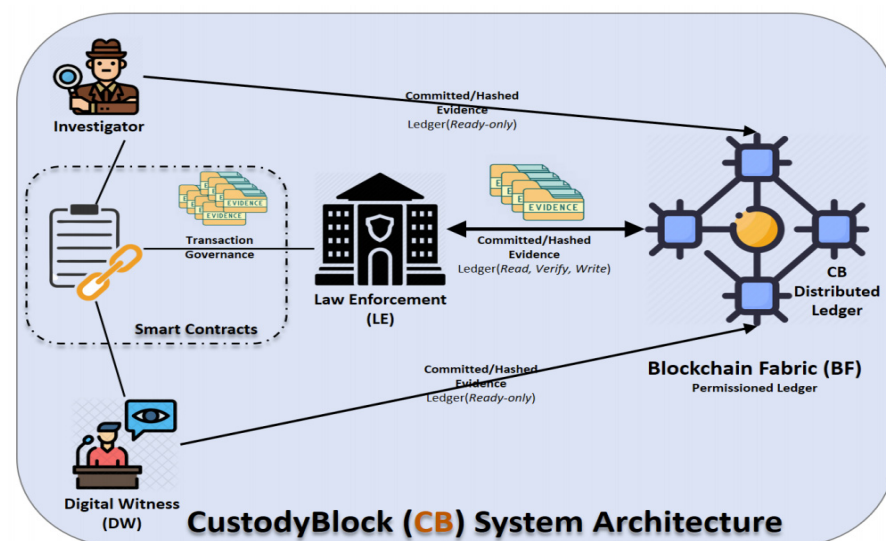 Investigator
Committed/Hashed
Evidence
Ledger(Ready-only)
EVIDENCE
Transaction
Governance
Smart Contracts
Law Enforcement
(LE)
EVIDENCE
Committed/Hashed
Evidence
Ledger(Read, Verify, Write)
CB
Distributed
Ledger
Blockchain Fabric (BF)
Permissioned Ledger
Committed/Hashed
Evidence
Ledger(Ready-only)
Digital Witness
(DW)
CustodyBlock (CB) System Architecture